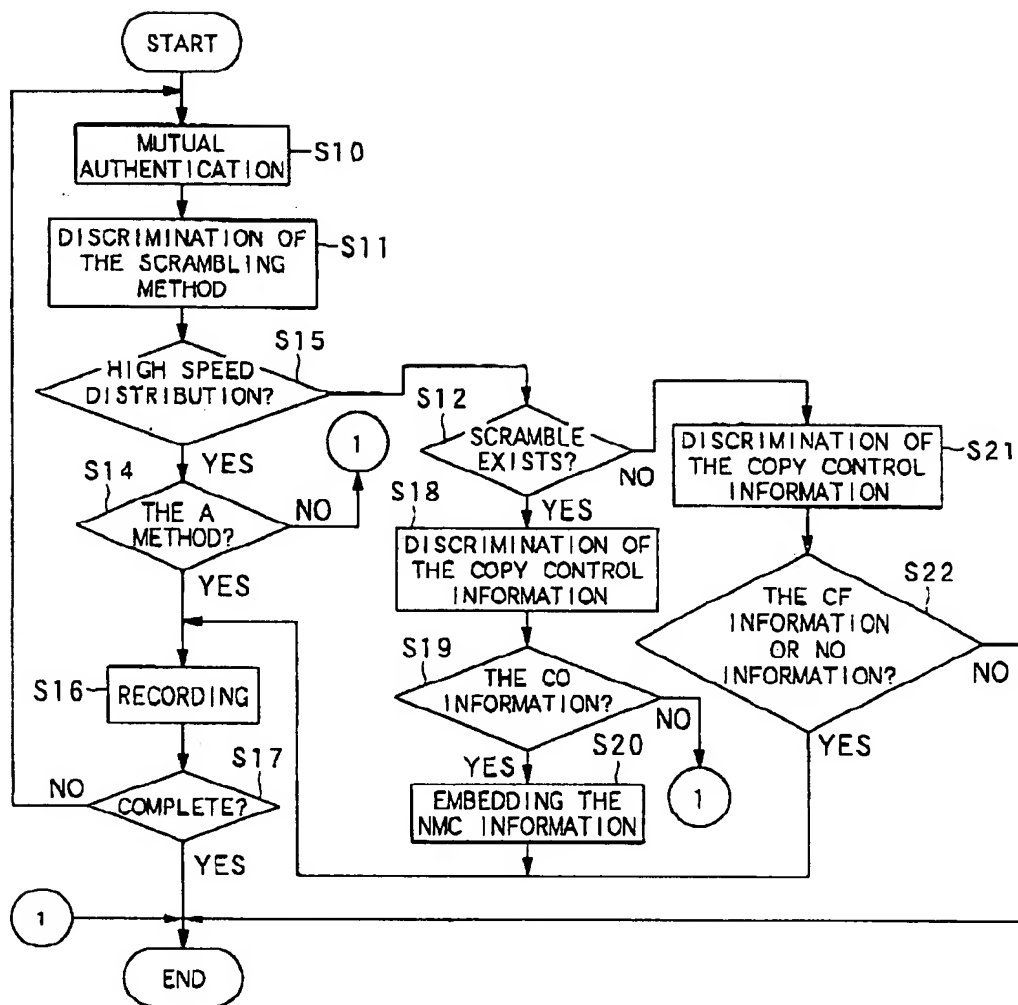 START
MUTUAL
AUTHENTICATION
S10
DISCRIMINATION OF
THE SCRAMBLING
METHOD
S11
HIGH SPEED
DISTRIBUTION?
S15
YES
THE A
METHOD?
S14
NO
1
YES
RECORDING
S16
COMPLETE?
S17
NO
YES
1
END
SCRAMBLE
EXISTS?
S12
NO
YES
DISCRIMINATION OF
THE COPY CONTROL
INFORMATION
S18
THE CO
INFORMATION?
S19
NO
1
YES
EMBEDDING THE
NMC INFORMATION
S20
DISCRIMINATION OF
THE COPY CONTROL
INFORMATION
S21
THE CF
INFORMATION
OR NO
INFORMATION?
S22
NO
YES